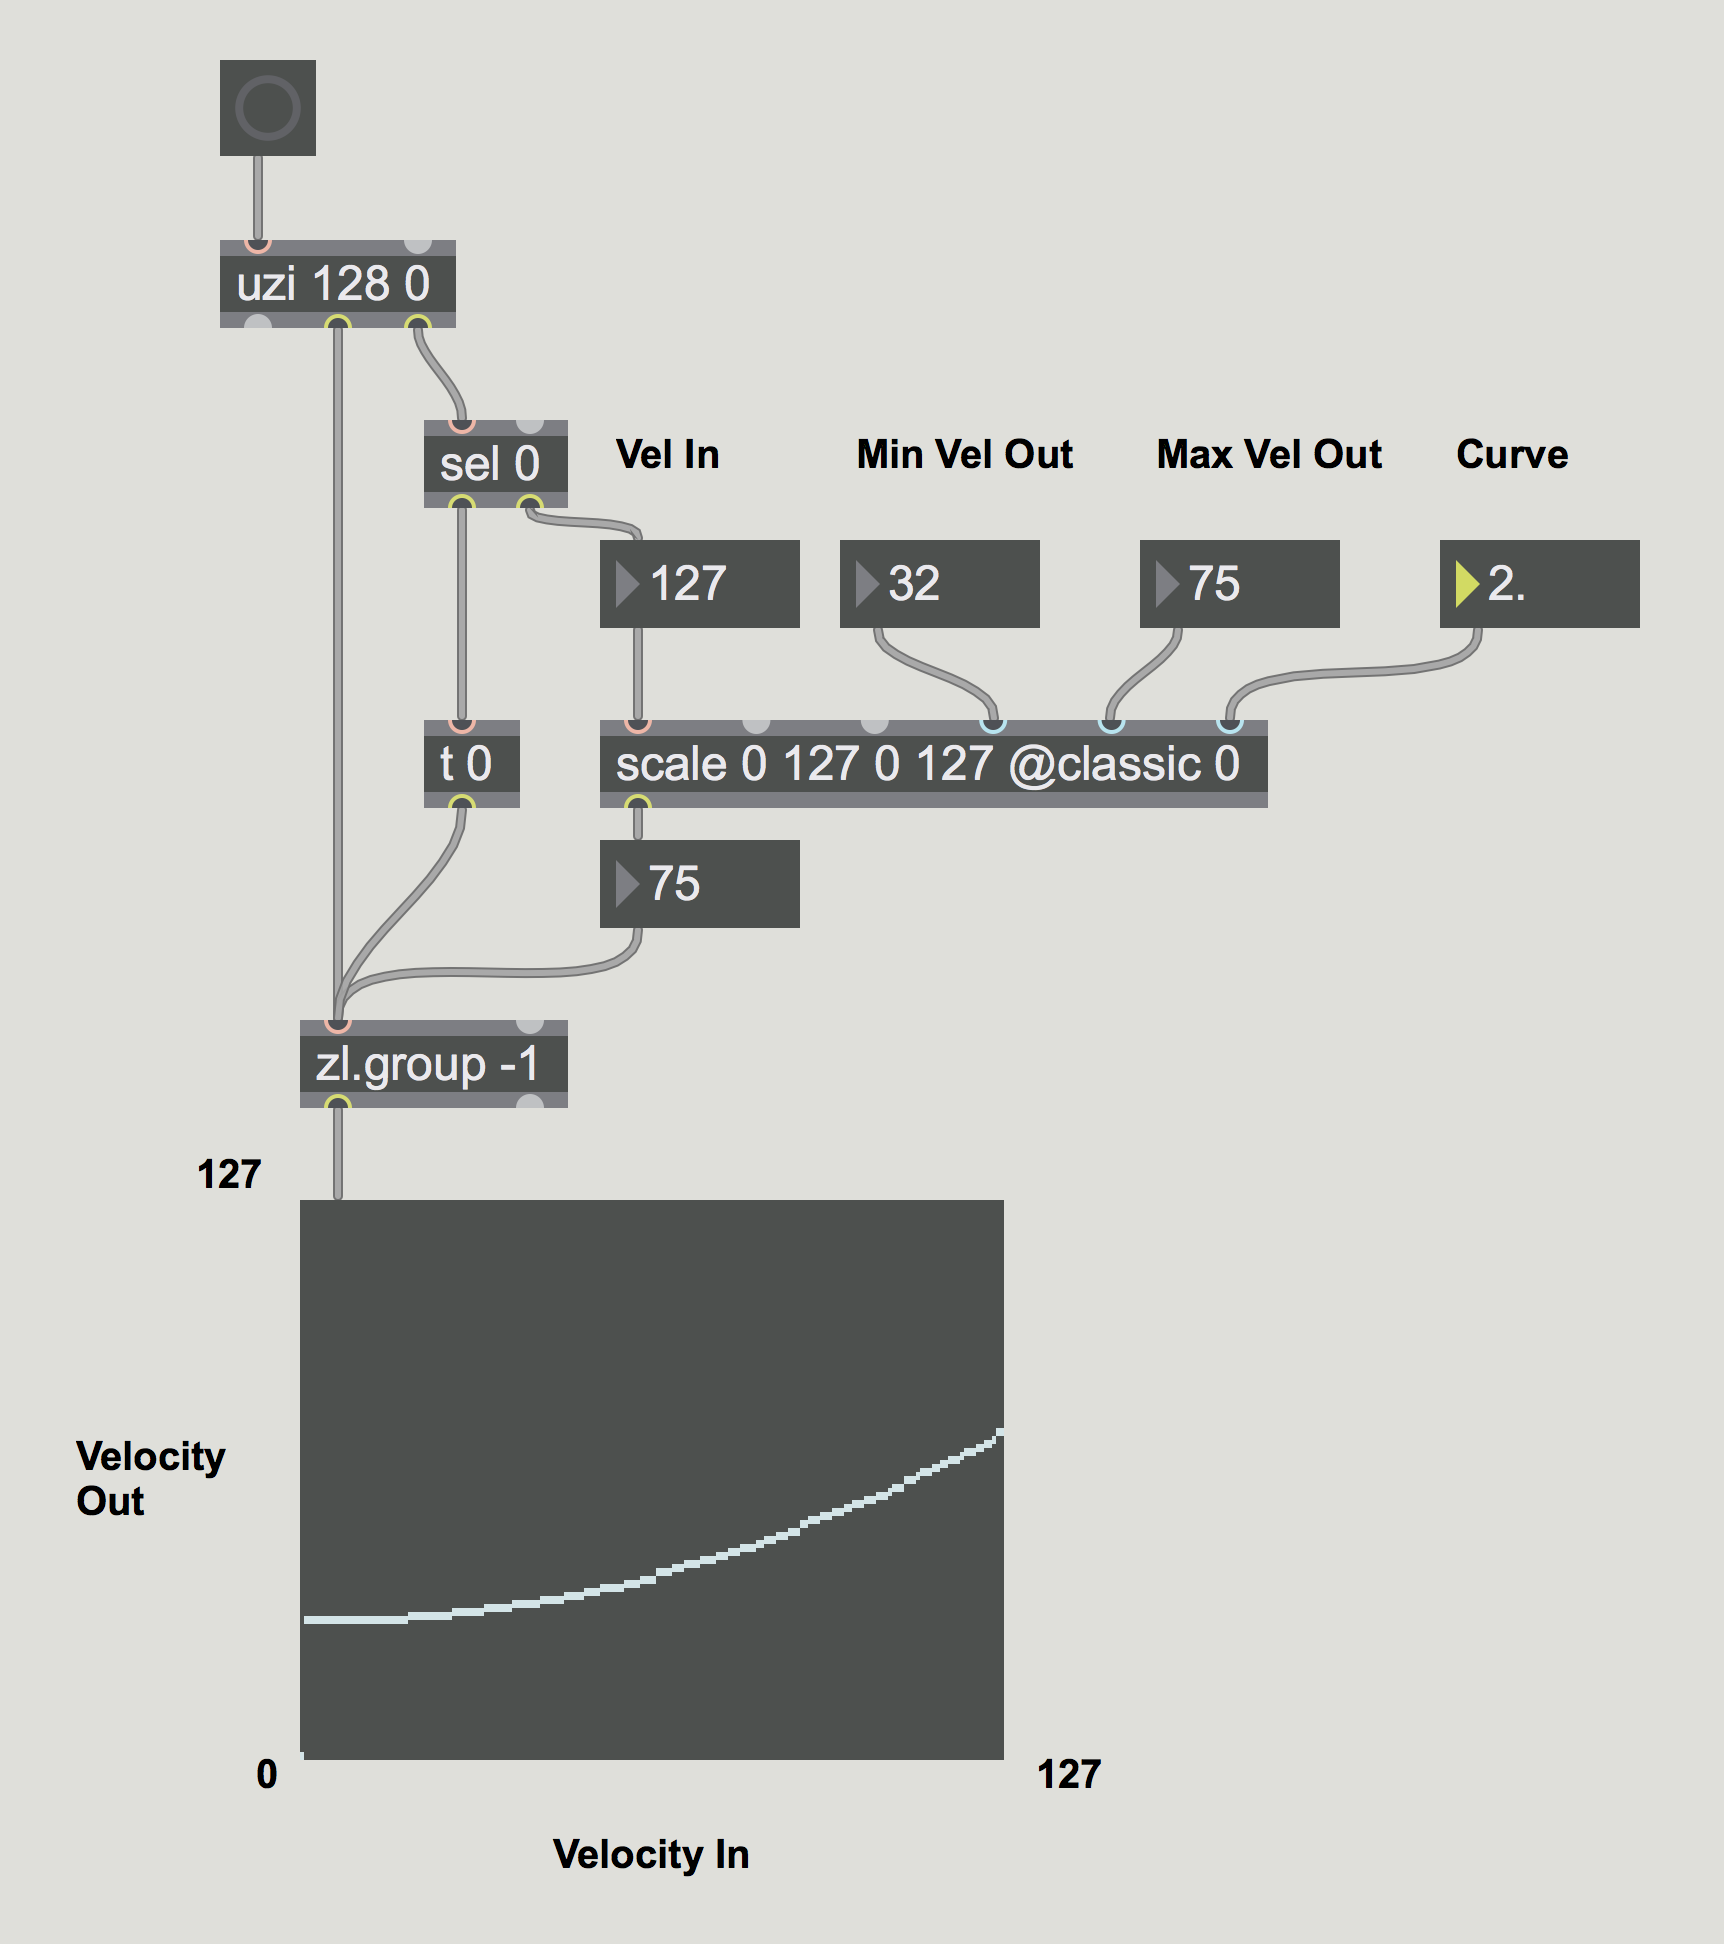 uzi 128 0
sel 0
Vel In
Min Vel Out
Max Vel Out
Curve
127
32
75
2.
t 0
scale 0 127 0 127 @classic 0
75
zl.group -1
127
Velocity
Out
0
127
Velocity In